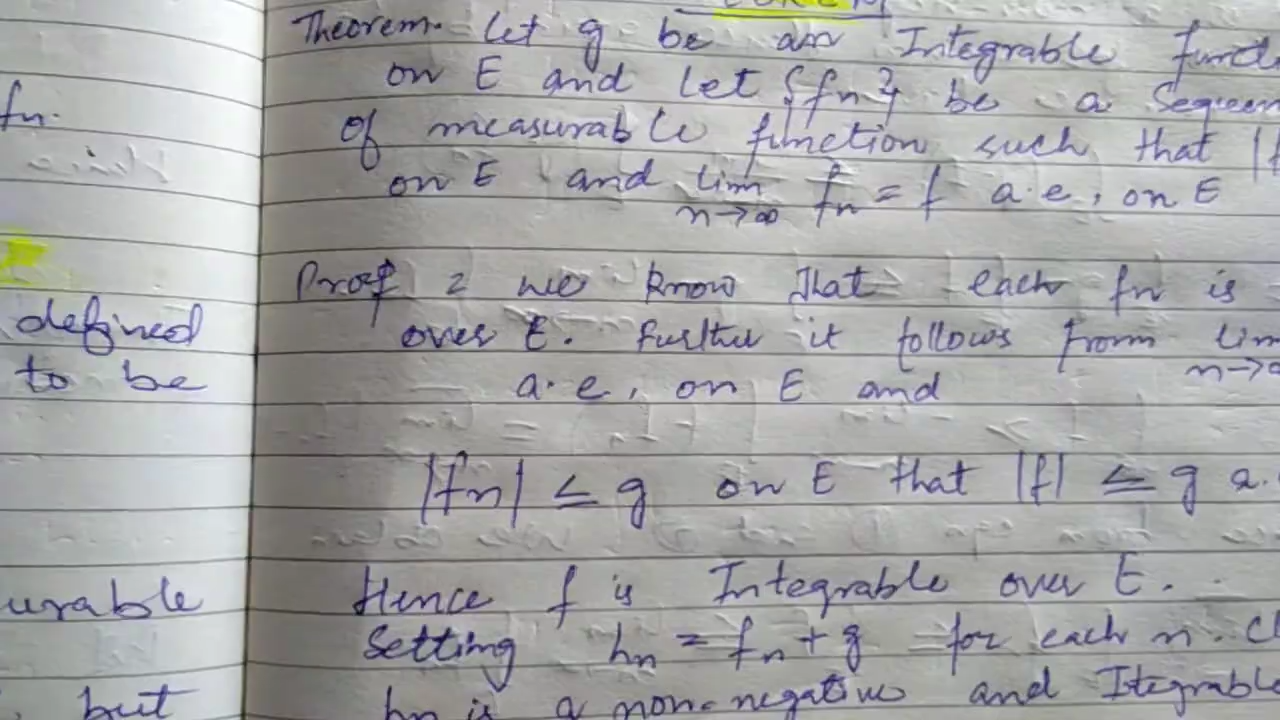 fn.
defined
to be
urable
but
Theorem. Let g be an Integrable funct
on E and let {fn} be a Sequen
of measurable function such that |f
on E and lim n→∞ fn = f a.e, on E
Proof : we know that each fn is
over E. Further it follows from lim n→∞
a.e, on E and
|fn| ≤ g on E that |f| ≤ g a.
Hence f is Integrable over E.
Setting hn = fn + g for each n. Cl
hn is a non-negative and Itegrable